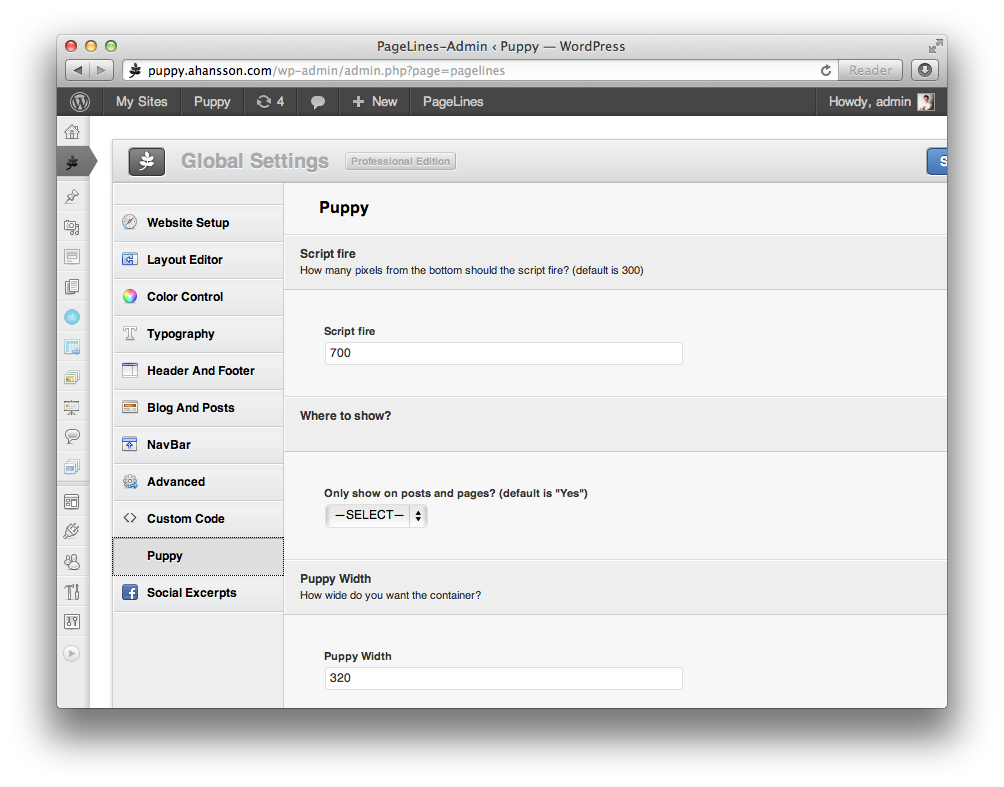 PageLines-Admin ‹ Puppy — WordPress
puppy.ahansson.com/wp-admin/admin.php?page=pagelines
Reader
My Sites
Puppy
4
New
PageLines
Howdy, admin
Global Settings
Professional Edition
S
Website Setup
Layout Editor
Color Control
Typography
Header And Footer
Blog And Posts
NavBar
Advanced
Custom Code
Puppy
Social Excerpts
Puppy
Script fire
How many pixels from the bottom should the script fire? (default is 300)
Script fire
700
Where to show?
Only show on posts and pages? (default is "Yes")
—SELECT—
Puppy Width
How wide do you want the container?
Puppy Width
320